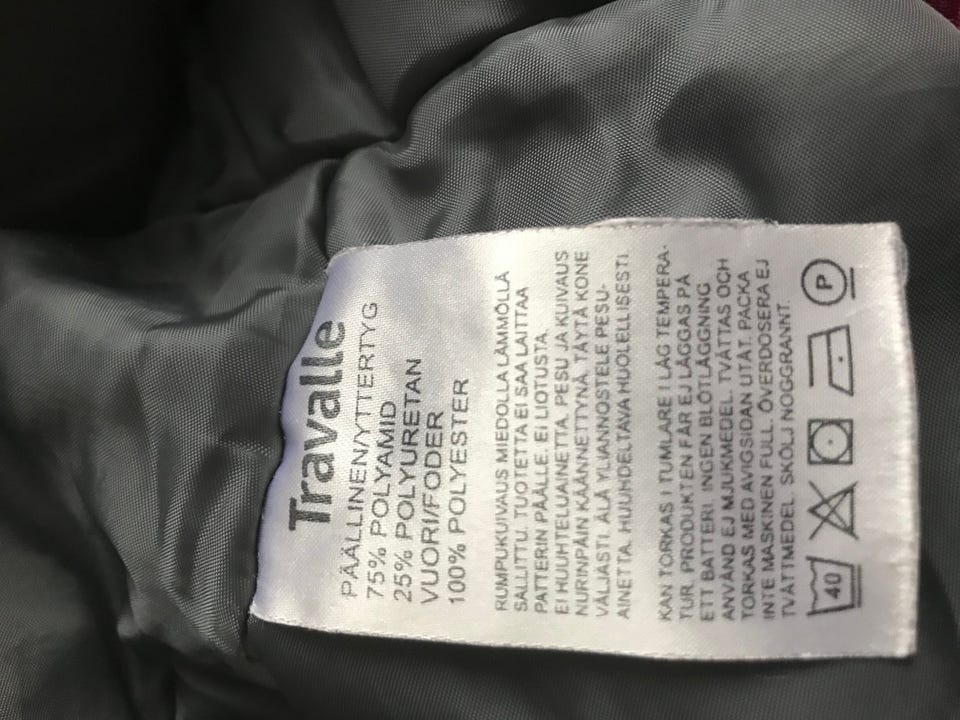 Travalle
PÄÄLLINEN/YTTERTYG
75% POLYAMID
25% POLYURETAN
VUORI/FODER
100% POLYESTER
RUMPUKUIVAUS MIEDOLLA LÄMMÖLLÄ
SALLITTU. TUOTETTA EI SAA LAITTAA
PATTERIN PÄÄLLE. EI LIOTUSTA.
EI HUUHTELUAINETTA. PESU JA KUIVAUS
NURINPÄIN KÄÄNNETTYNÄ. TÄYTÄ KONE
VÄLJÄSTI. ÄLÄ YLIANNOSTELE PESU-
AINETTA. HUUHDELTAVA HUOLELLISESTI.
KAN TORKAS I TUMLARE I LÅG TEMPERA-
TUR. PRODUKTEN FÅR EJ LÄGGAS PÅ
ETT BATTERI. INGEN BLÖTLÄGGNING
ANVÄND EJ MJUKMEDEL. TVÄTTAS OCH
TORKAS MED AVIGSIDAN UTÅT. PACKA
INTE MASKINEN FULL. ÖVERDOSERA EJ
TVÄTTMEDEL. SKÖLJ NOGGRANNT.
40 P